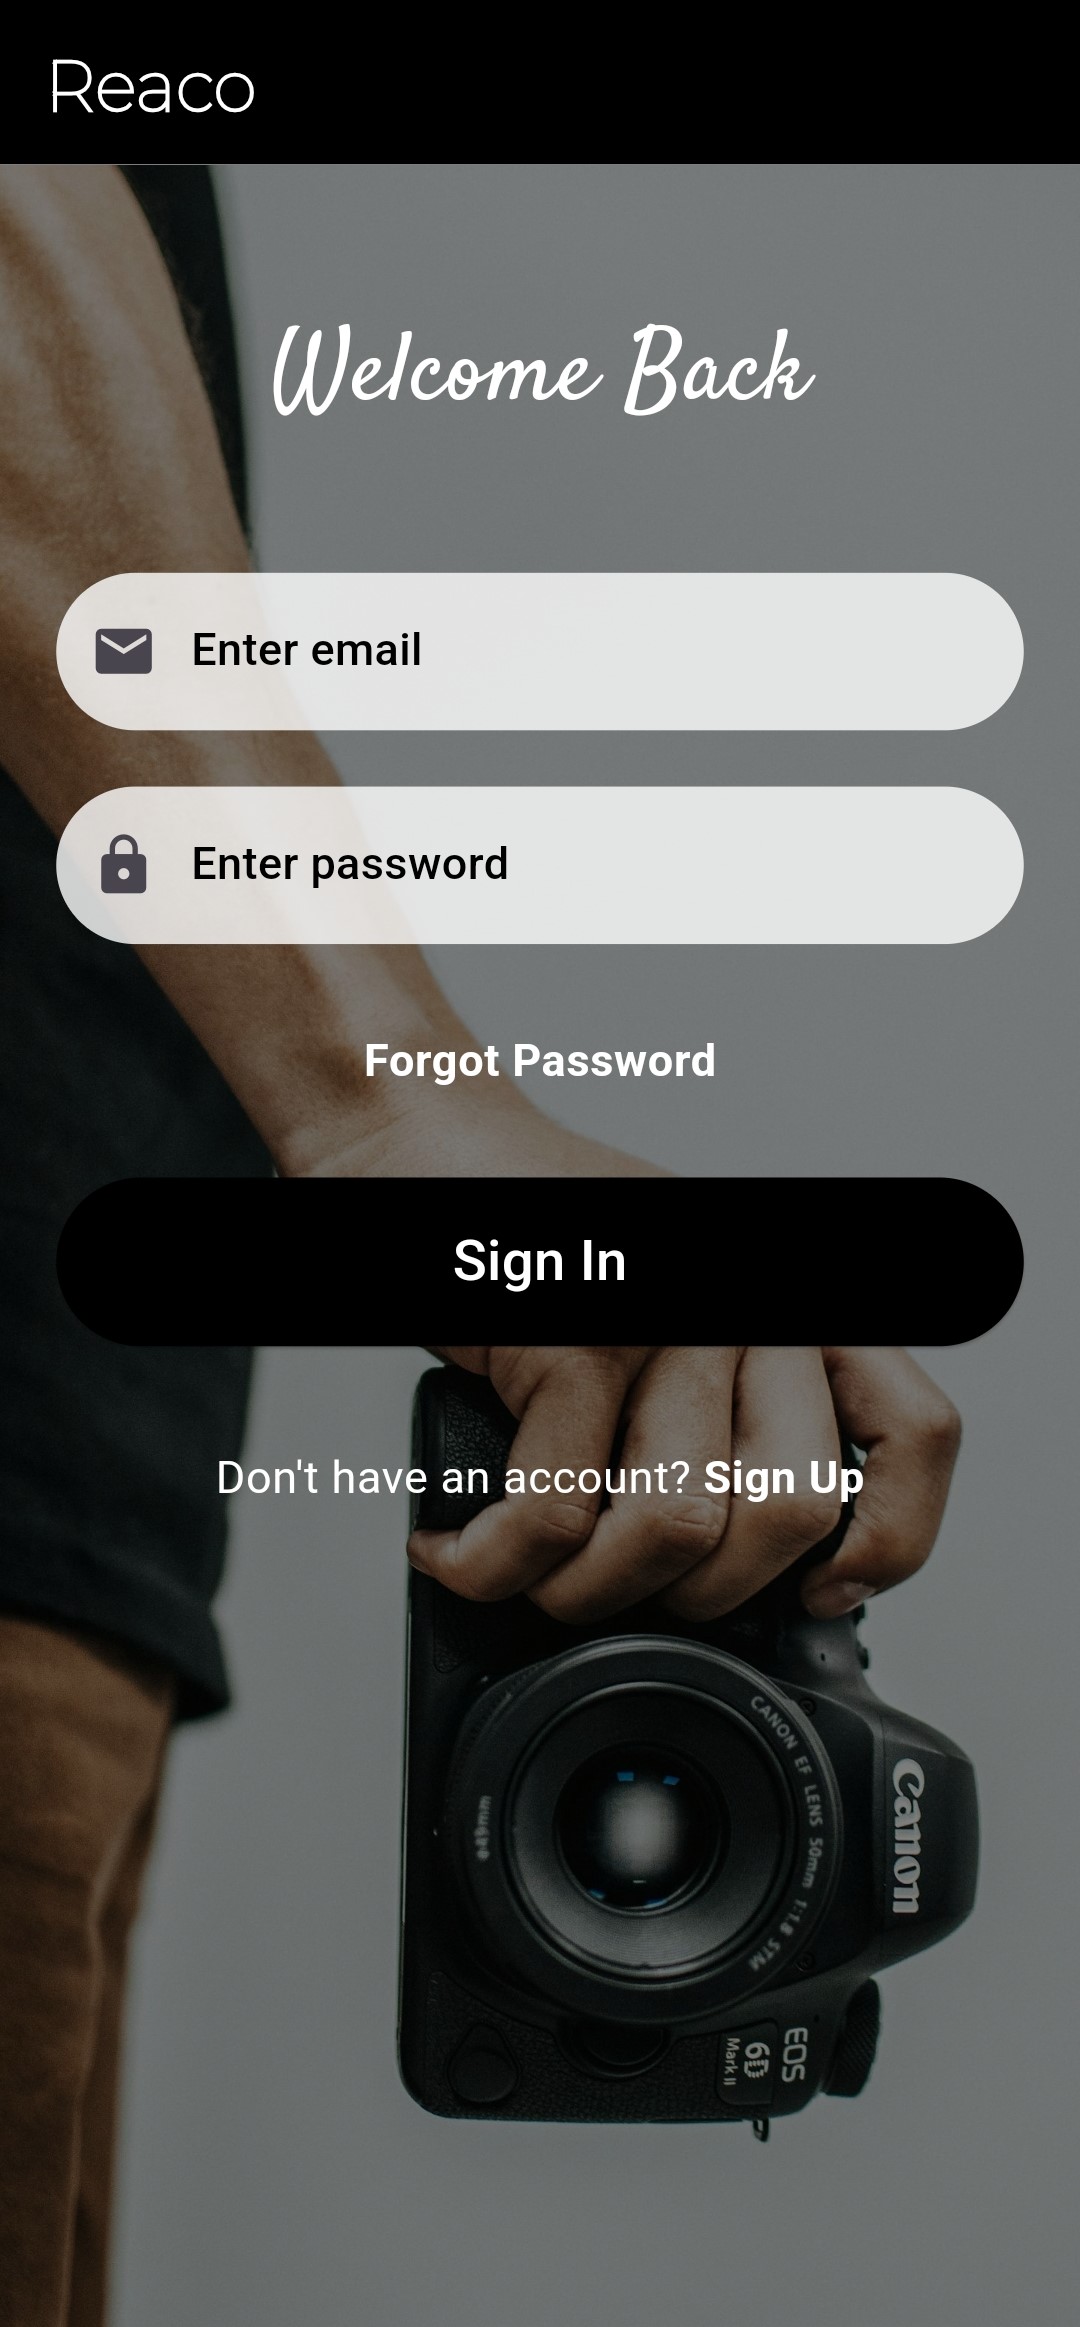 Reaco
Welcome Back
Enter email
Enter password
Forgot Password
Sign In
Don't have an account? Sign Up
CANON EF LENS 50mm 1:1.8 STM
ø49mm
Canon
EOS
6D
Mark II